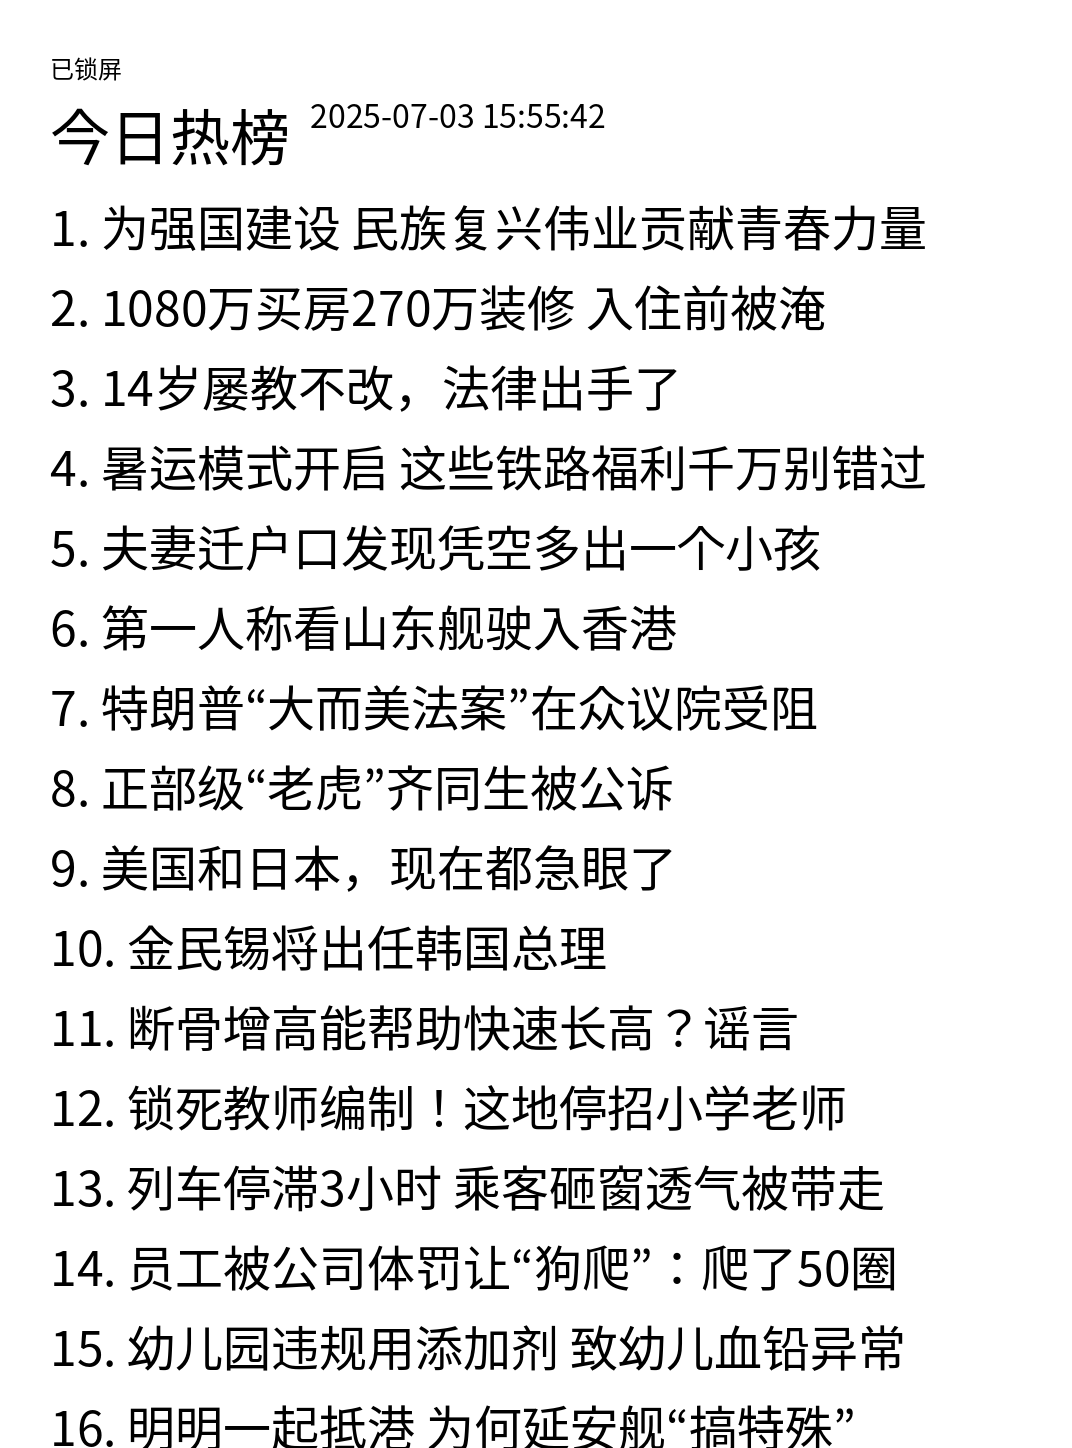 已锁屏
今日热榜 2025-07-03 15:55:42
1. 为强国建设 民族复兴伟业贡献青春力量
2. 1080万买房270万装修 入住前被淹
3. 14岁屡教不改，法律出手了
4. 暑运模式开启 这些铁路福利千万别错过
5. 夫妻迁户口发现凭空多出一个小孩
6. 第一人称看山东舰驶入香港
7. 特朗普“大而美法案”在众议院受阻
8. 正部级“老虎”齐同生被公诉
9. 美国和日本，现在都急眼了
10. 金民锡将出任韩国总理
11. 断骨增高能帮助快速长高？谣言
12. 锁死教师编制！这地停招小学老师
13. 列车停滞3小时 乘客砸窗透气被带走
14. 员工被公司体罚让“狗爬”：爬了50圈
15. 幼儿园违规用添加剂 致幼儿血铅异常
16. 明明一起抵港 为何延安舰“搞特殊”